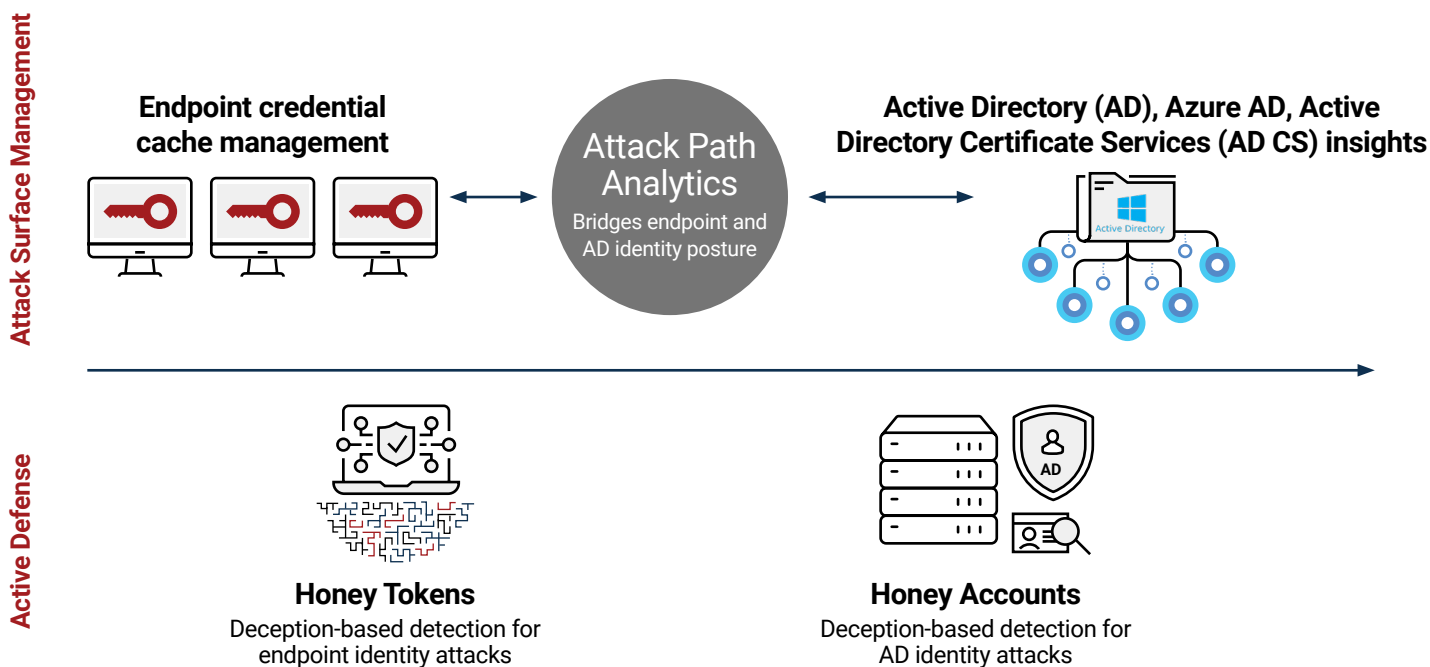 Attack Surface Management
Endpoint credential
cache management
Attack Path
Analytics
Bridges endpoint and
AD identity posture
Active Directory (AD), Azure AD, Active
Directory Certificate Services (AD CS) insights
Active Directory
Active Defense
Honey Tokens
Deception-based detection for
endpoint identity attacks
AD
Honey Accounts
Deception-based detection for
AD identity attacks